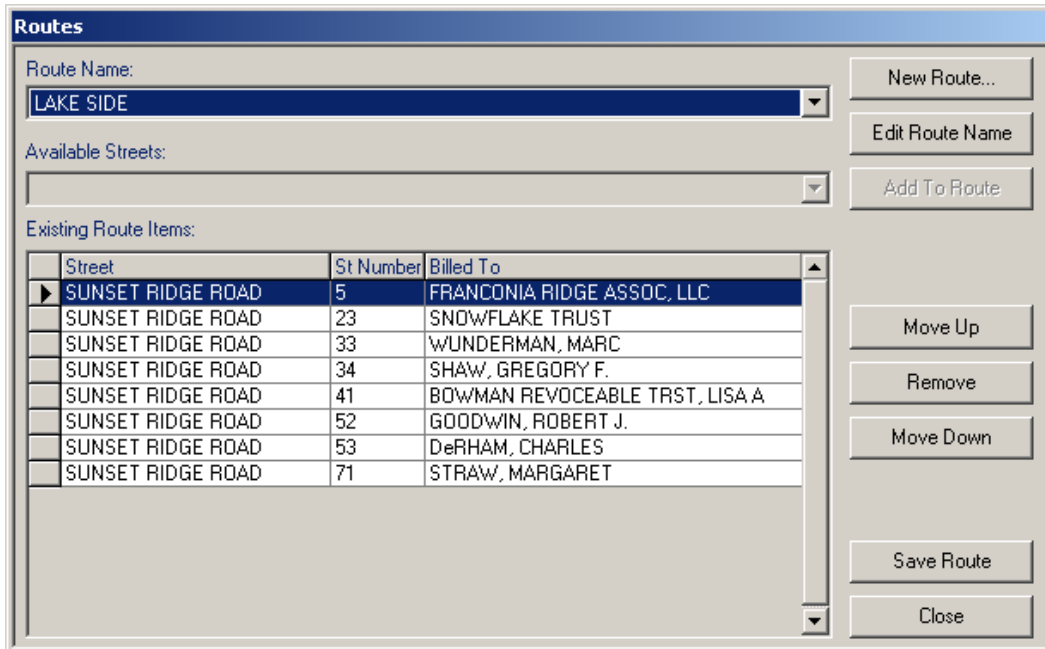 Routes
Route Name:
New Route...
LAKE SIDE
Edit Route Name
Available Streets:
Add To Route
Existing Route Items:
Street St Number Billed To
SUNSET RIDGE ROAD 5 FRANCONIA RIDGE ASSOC, LLC
SUNSET RIDGE ROAD 23 SNOWFLAKE TRUST
SUNSET RIDGE ROAD 33 WUNDERMAN, MARC
SUNSET RIDGE ROAD 34 SHAW, GREGORY F.
SUNSET RIDGE ROAD 41 BOWMAN REVOCEABLE TRST, LISA A
SUNSET RIDGE ROAD 52 GOODWIN, ROBERT J.
SUNSET RIDGE ROAD 53 DeRHAM, CHARLES
SUNSET RIDGE ROAD 71 STRAW, MARGARET
Move Up
Remove
Move Down
Save Route
Close